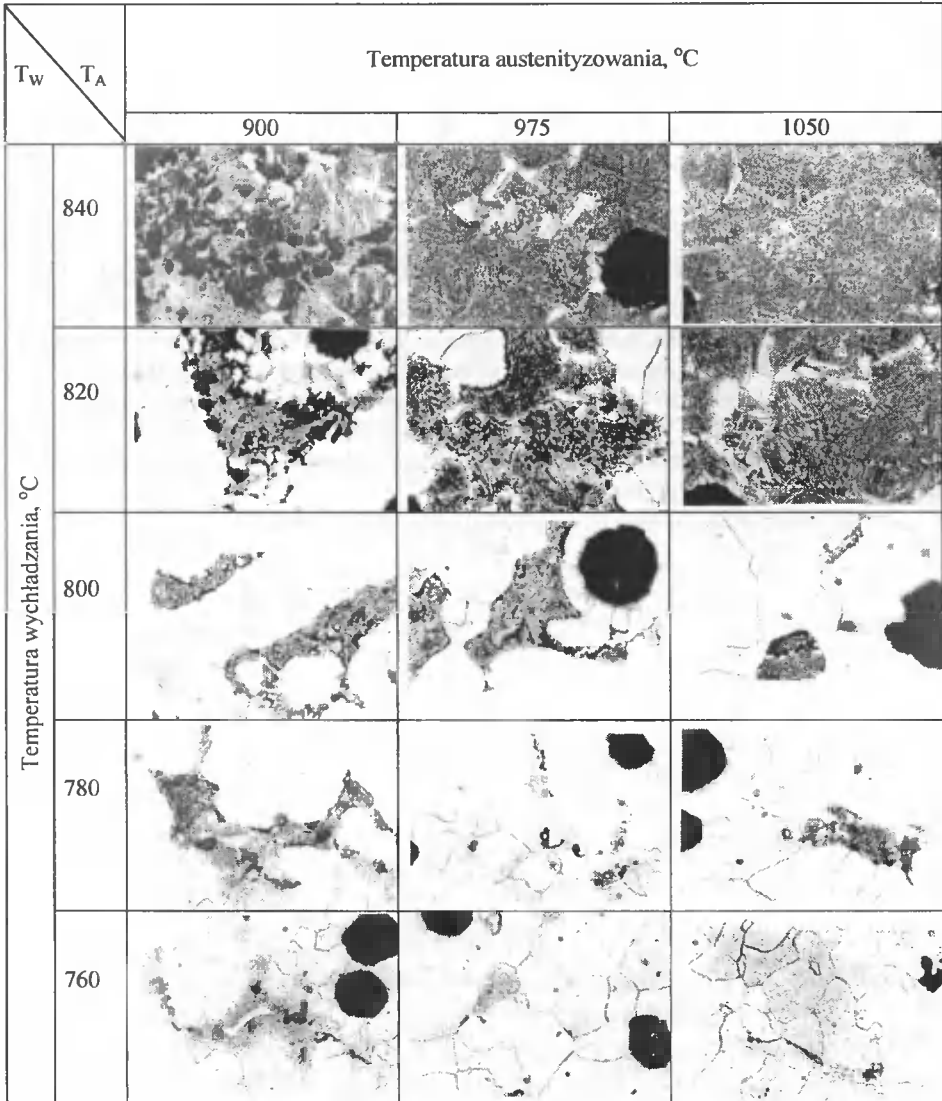 T_W T_A
Temperatura austenityzowania, °C
900 975 1050
Temperatura wychładzania, °C
840
820
800
780
760